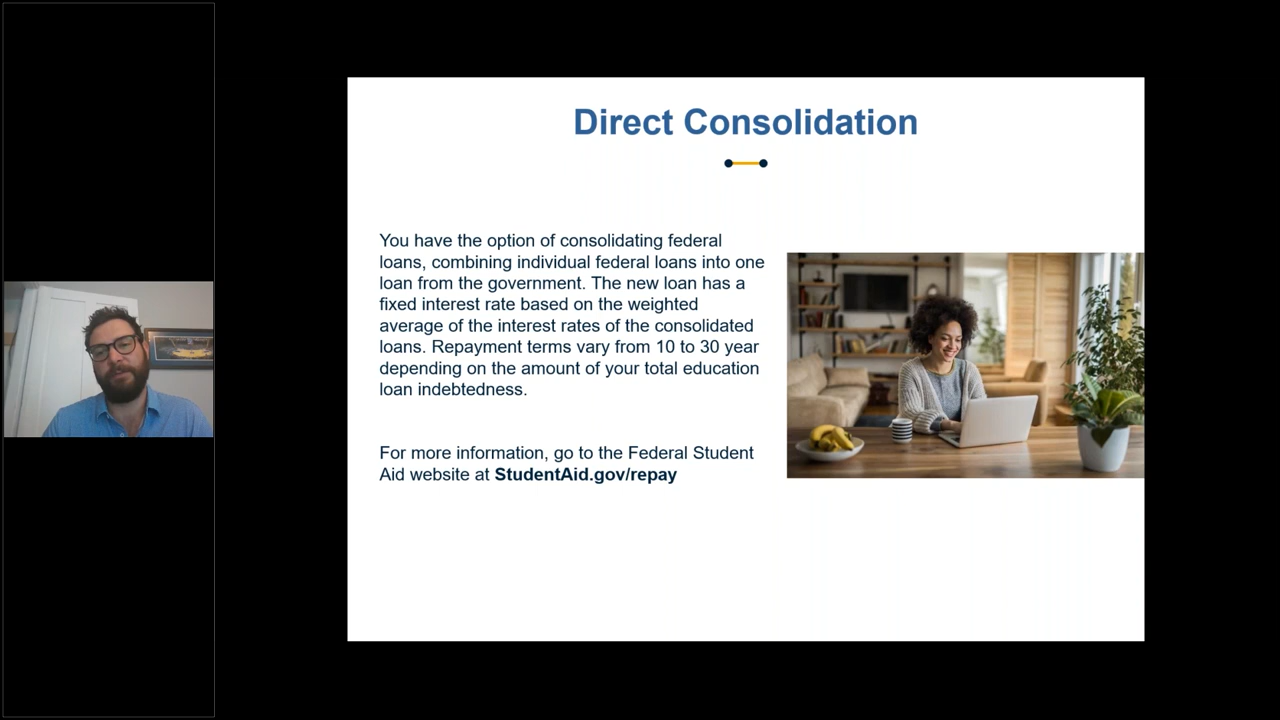 Direct Consolidation
You have the option of consolidating federal
loans, combining individual federal loans into one
loan from the government. The new loan has a
fixed interest rate based on the weighted
average of the interest rates of the consolidated
loans. Repayment terms vary from 10 to 30 year
depending on the amount of your total education
loan indebtedness.
For more information, go to the Federal Student
Aid website at StudentAid.gov/repay